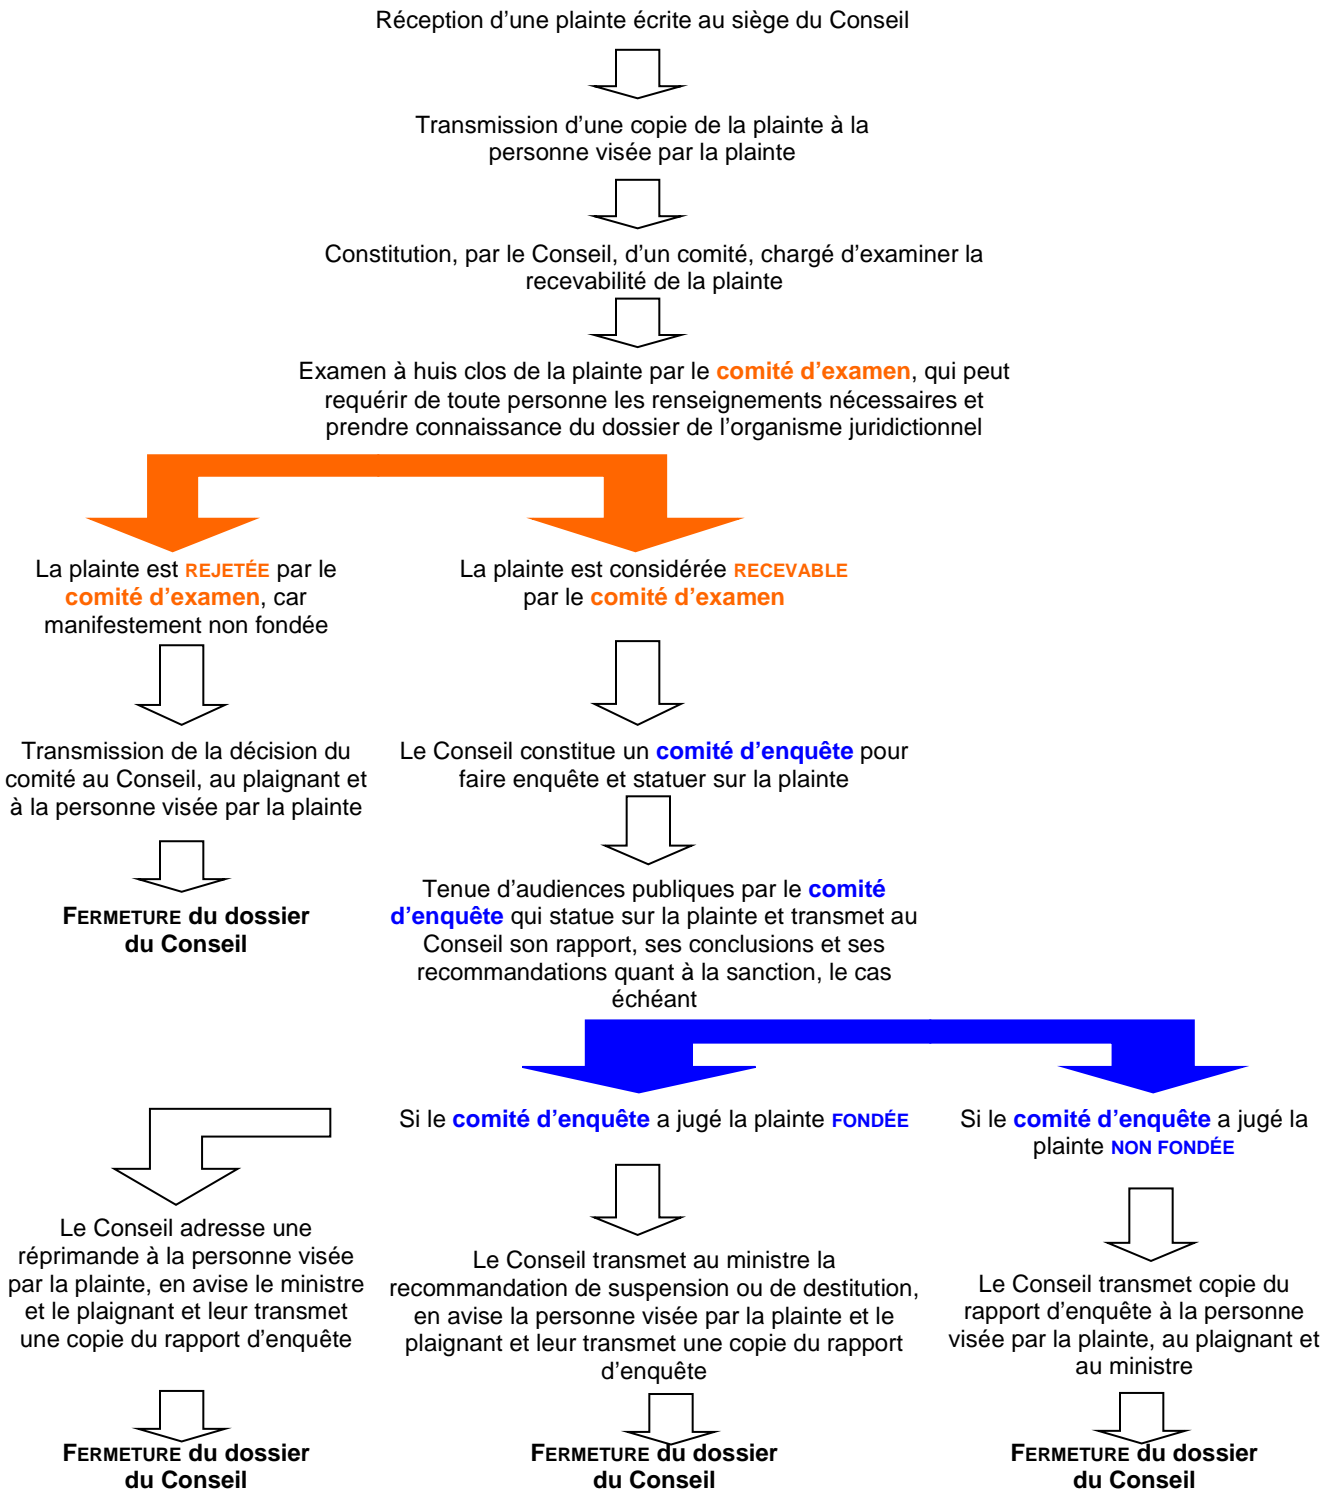 Réception d’une plainte écrite au siège du Conseil
Transmission d’une copie de la plainte à la
personne visée par la plainte
Constitution, par le Conseil, d’un comité, chargé d’examiner la
recevabilité de la plainte
Examen à huis clos de la plainte par le comité d’examen, qui peut
requérir de toute personne les renseignements nécessaires et
prendre connaissance du dossier de l’organisme juridictionnel
La plainte est REJETÉE par le
comité d’examen, car
manifestement non fondée
La plainte est considérée RECEVABLE
par le comité d’examen
Transmission de la décision du
comité au Conseil, au plaignant et
à la personne visée par la plainte
Le Conseil constitue un comité d’enquête pour
faire enquête et statuer sur la plainte
FERMETURE du dossier
du Conseil
Tenue d’audiences publiques par le comité
d’enquête qui statue sur la plainte et transmet au
Conseil son rapport, ses conclusions et ses
recommandations quant à la sanction, le cas
échéant
Si le comité d’enquête a jugé la plainte FONDÉE
Si le comité d’enquête a jugé la
plainte NON FONDÉE
Le Conseil adresse une
réprimande à la personne visée
par la plainte, en avise le ministre
et le plaignant et leur transmet
une copie du rapport d’enquête
Le Conseil transmet au ministre la
recommandation de suspension ou de destitution,
en avise la personne visée par la plainte et le
plaignant et leur transmet une copie du rapport
d’enquête
Le Conseil transmet copie du
rapport d’enquête à la personne
visée par la plainte, au plaignant et
au ministre
FERMETURE du dossier
du Conseil
FERMETURE du dossier
du Conseil
FERMETURE du dossier
du Conseil